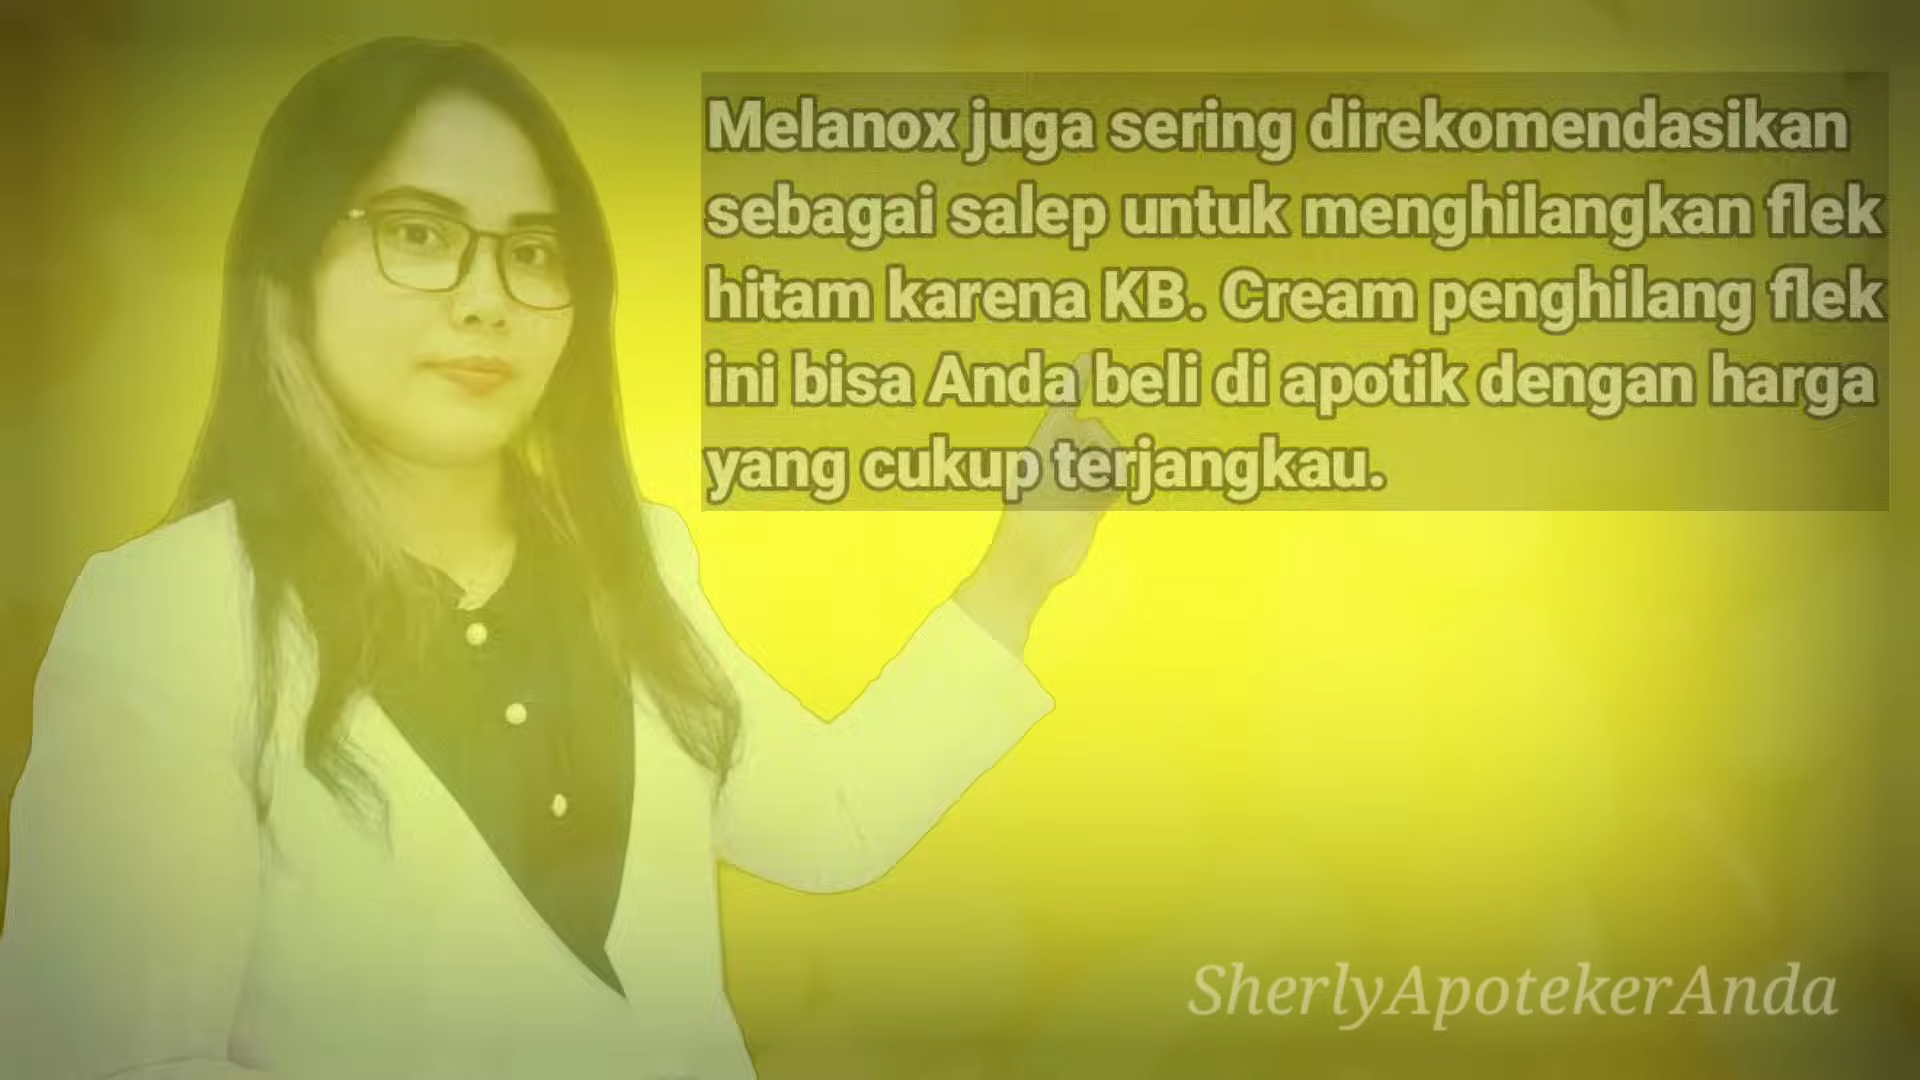 Melanox juga sering direkomendasikan
sebagai salep untuk menghilangkan flek
hitam karena KB. Cream penghilang flek
ini bisa Anda beli di apotik dengan harga
yang cukup terjangkau.
SherlyApotekerAnda